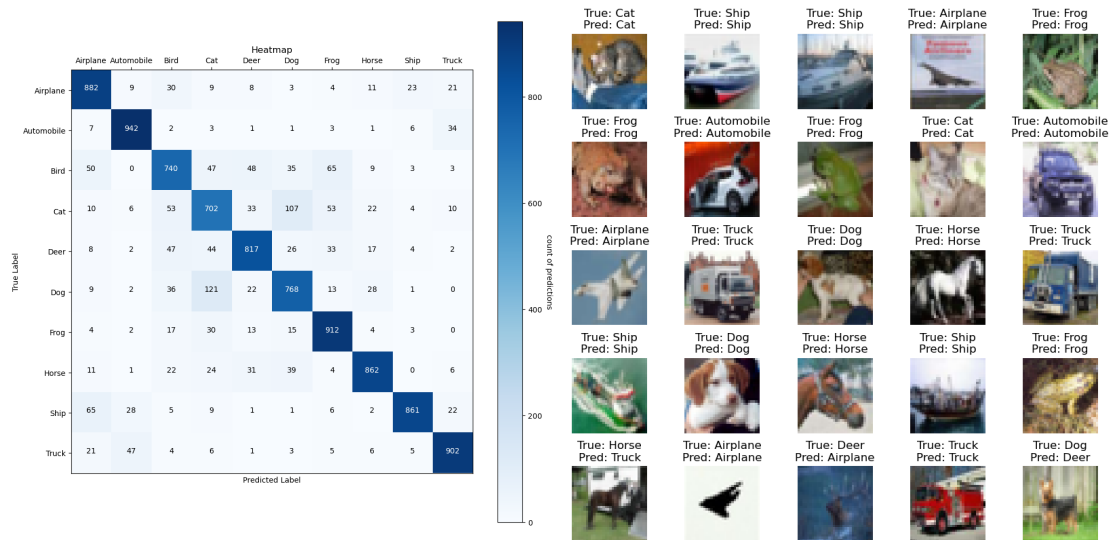 Heatmap
Airplane Automobile Bird Cat Deer Dog Frog Horse Ship Truck
Airplane 882 9 30 9 8 3 4 11 23 21
Automobile 7 942 2 3 1 1 3 1 6 34
Bird 50 0 740 47 48 35 65 9 3 3
Cat 10 6 53 702 33 107 53 22 4 10
Deer 8 2 47 44 817 26 33 17 4 2
Dog 9 2 36 121 22 768 13 28 1 0
Frog 4 2 17 30 13 15 912 4 3 0
Horse 11 1 22 24 31 39 4 862 0 6
Ship 65 28 5 9 1 1 6 2 861 22
Truck 21 47 4 6 1 3 5 6 5 902
True Label
Predicted Label
800
600
400
200
0
count of predictions
True: Cat
Pred: Cat
True: Ship
Pred: Ship
True: Ship
Pred: Ship
True: Airplane
Pred: Airplane
True: Frog
Pred: Frog
True: Frog
Pred: Frog
True: Automobile
Pred: Automobile
True: Frog
Pred: Frog
True: Cat
Pred: Cat
True: Automobile
Pred: Automobile
True: Airplane
Pred: Airplane
True: Truck
Pred: Truck
True: Dog
Pred: Dog
True: Horse
Pred: Horse
True: Truck
Pred: Truck
True: Ship
Pred: Ship
True: Dog
Pred: Dog
True: Horse
Pred: Horse
True: Ship
Pred: Ship
True: Frog
Pred: Frog
True: Horse
Pred: Truck
True: Airplane
Pred: Airplane
True: Deer
Pred: Airplane
True: Truck
Pred: Truck
True: Dog
Pred: Deer